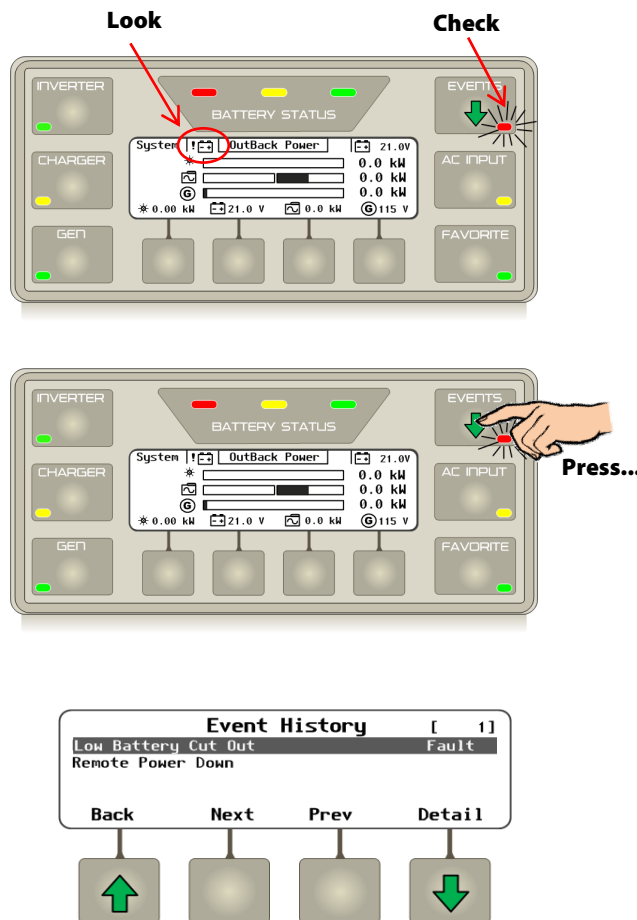 Look
Check
INVERTER
EVENTS
BATTERY STATUS
System ! OutBack Power 21.0V
CHARGER
0.0 kW
AC INPUT
0.0 kW
G 0.0 kW
0.00 kW 21.0 V 0.0 kW G 115 V
GEN
FAVORITE
INVERTER
EVENTS
BATTERY STATUS
System ! OutBack Power 21.0V
Press...
CHARGER
0.0 kW
AC INPUT
0.0 kW
G 0.0 kW
0.00 kW 21.0 V 0.0 kW G 115 V
GEN
FAVORITE
Event History [ 1]
Low Battery Cut Out Fault
Remote Power Down
Back Next Prev Detail